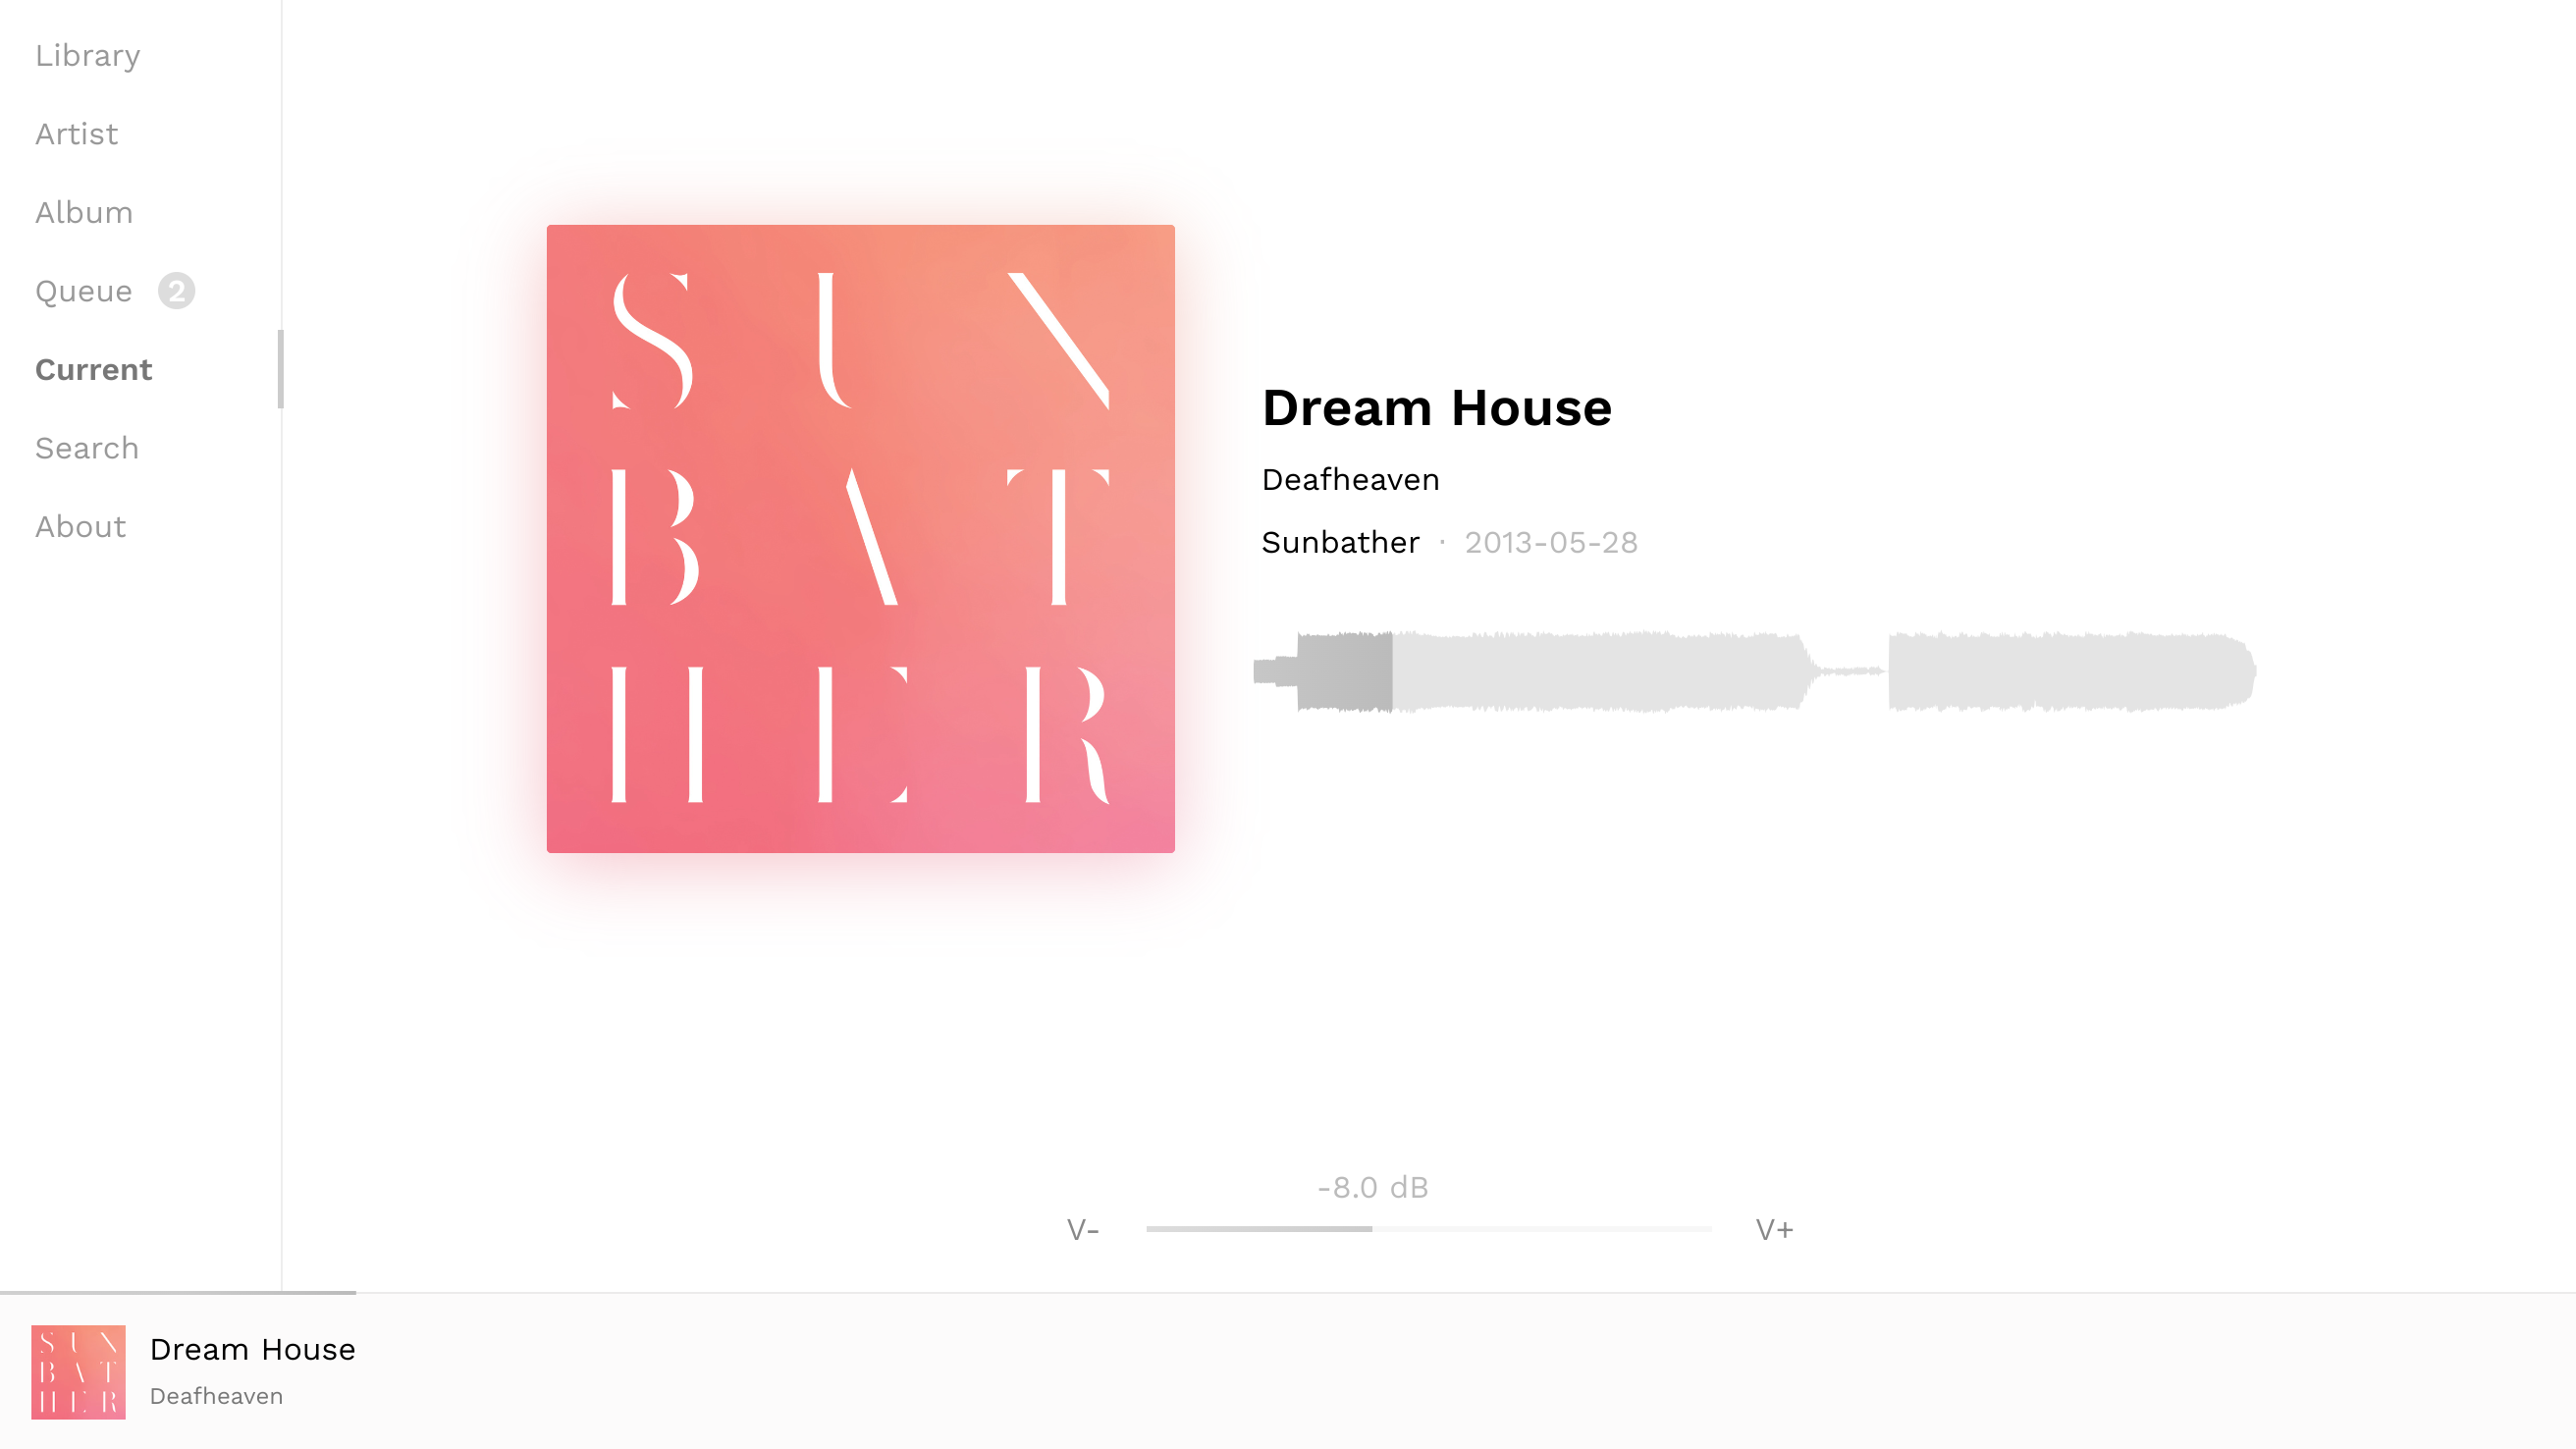 Library
Artist
Album
Queue 2
Current
Search
About
S U N
B A T
H E R
Dream House
Deafheaven
Sunbather · 2013-05-28
-8.0 dB
V- V+
S U N
B A T
H E R
Dream House
Deafheaven